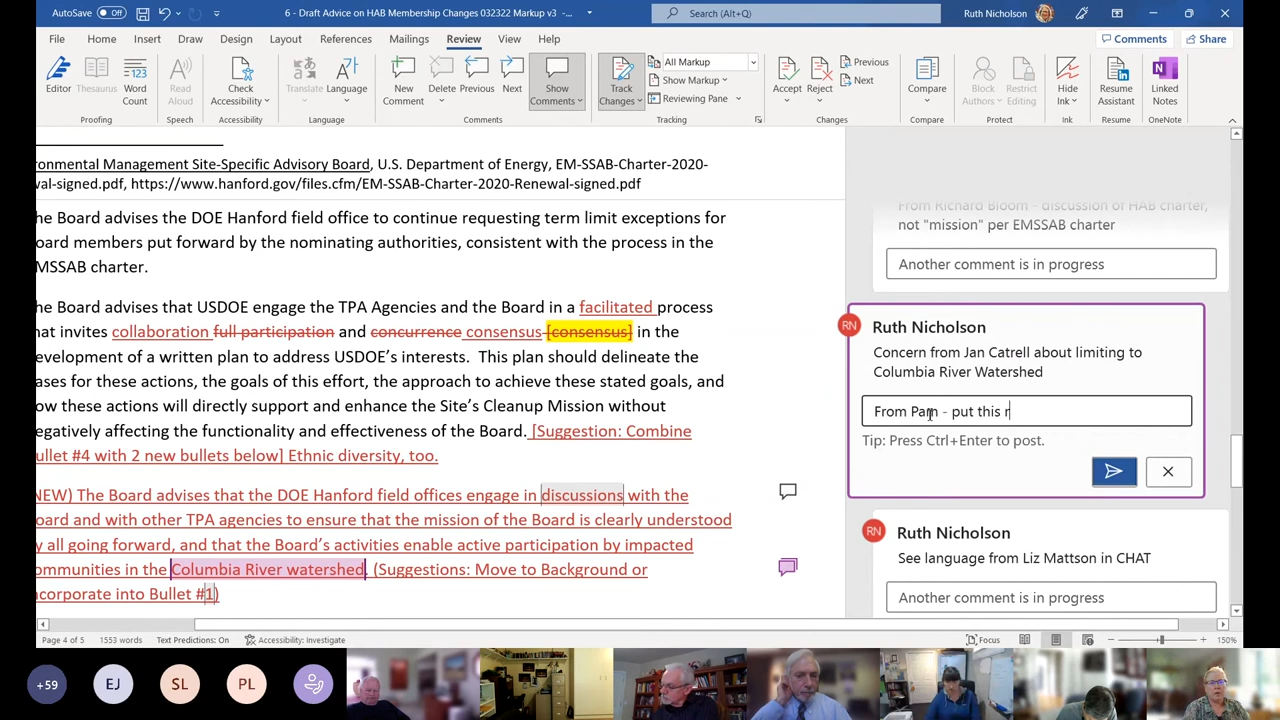 AutoSave Off
6 - Draft Advice on HAB Membership Changes 032322 Markup v3 -...
Search (Alt+Q)
Ruth Nicholson
File Home Insert Draw Design Layout References Mailings Review View Help
Comments Share
Editor
Thesaurus
Word Count
Read Aloud
Check Accessibility
Translate
Language
New Comment
Delete
Previous
Next
Show Comments
Track Changes
All Markup
Show Markup
Reviewing Pane
Accept
Reject
Previous
Next
Compare
Block Authors
Restrict Editing
Hide Ink
Resume Assistant
Linked Notes
Proofing Speech Accessibility Language Comments Tracking Changes Compare Protect Ink Resume OneNote
ronmental Management Site-Specific Advisory Board, U.S. Department of Energy, EM-SSAB-Charter-2020-
wal-signed.pdf, https://www.hanford.gov/files.cfm/EM-SSAB-Charter-2020-Renewal-signed.pdf
he Board advises the DOE Hanford field office to continue requesting term limit exceptions for
oard members put forward by the nominating authorities, consistent with the process in the
MSSAB charter.
he Board advises that USDOE engage the TPA Agencies and the Board in a facilitated process
hat invites collaboration full participation and concurrence consensus [consensus] in the
evelopment of a written plan to address USDOE's interests. This plan should delineate the
ases for these actions, the goals of this effort, the approach to achieve these stated goals, and
ow these actions will directly support and enhance the Site's Cleanup Mission without
egatively affecting the functionality and effectiveness of the Board. [Suggestion: Combine
ullet #4 with 2 new bullets below] Ethnic diversity, too.
NEW) The Board advises that the DOE Hanford field offices engage in discussions with the
oard and with other TPA agencies to ensure that the mission of the Board is clearly understood
y all going forward, and that the Board's activities enable active participation by impacted
ommunities in the Columbia River watershed. (Suggestions: Move to Background or
ncorporate into Bullet #1)
From Richard Bloom - discussion of HAB charter,
not "mission" per EMSSAB charter
Another comment is in progress
RN
Ruth Nicholson
Concern from Jan Catrell about limiting to
Columbia River Watershed
From Pam - put this r
Tip: Press Ctrl+Enter to post.
RN
Ruth Nicholson
See language from Liz Mattson in CHAT
Another comment is in progress
Page 4 of 5 1553 words Text Predictions: On Accessibility: Investigate
Focus
150%
+59 EJ SL PL